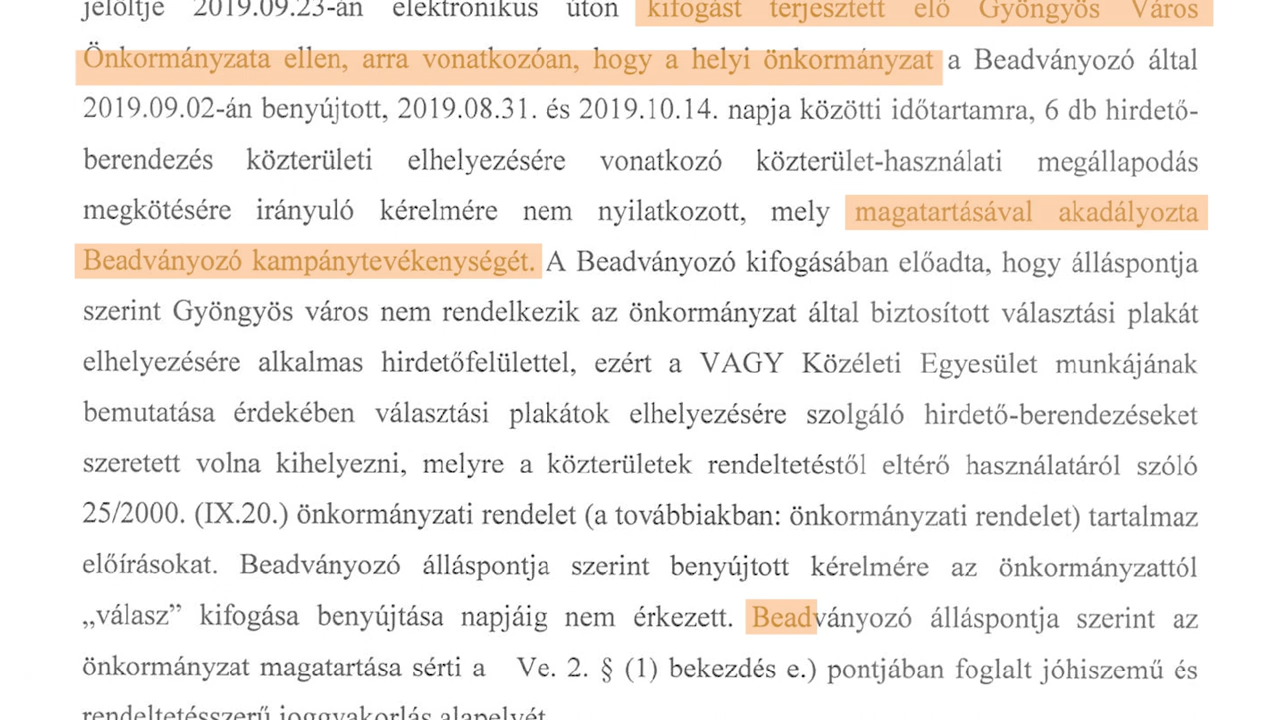 jelöltje 2019.09.23-án elektronikus úton kifogást terjesztett elő Gyöngyös Város
Önkormányzata ellen, arra vonatkozóan, hogy a helyi önkormányzat a Beadványozó által
2019.09.02-án benyújtott, 2019.08.31. és 2019.10.14. napja közötti időtartamra, 6 db hirdető-
berendezés közterületi elhelyezésére vonatkozó közterület-használati megállapodás
megkötésére irányuló kérelmére nem nyilatkozott, mely magatartásával akadályozta
Beadványozó kampánytevékenységét. A Beadványozó kifogásában előadta, hogy álláspontja
szerint Gyöngyös város nem rendelkezik az önkormányzat által biztosított választási plakát
elhelyezésére alkalmas hirdetőfelülettel, ezért a VAGY Közéleti Egyesület munkájának
bemutatása érdekében választási plakátok elhelyezésére szolgáló hirdető-berendezéseket
szeretett volna kihelyezni, melyre a közterületek rendeltetéstől eltérő használatáról szóló
25/2000. (IX.20.) önkormányzati rendelet (a továbbiakban: önkormányzati rendelet) tartalmaz
előírásokat. Beadványozó álláspontja szerint benyújtott kérelmére az önkormányzattól
„válasz” kifogása benyújtása napjáig nem érkezett. Beadványozó álláspontja szerint az
önkormányzat magatartása sérti a Ve. 2. § (1) bekezdés e.) pontjában foglalt jóhiszemű és
rendeltetésszerű joggyakorlás alapelvét.